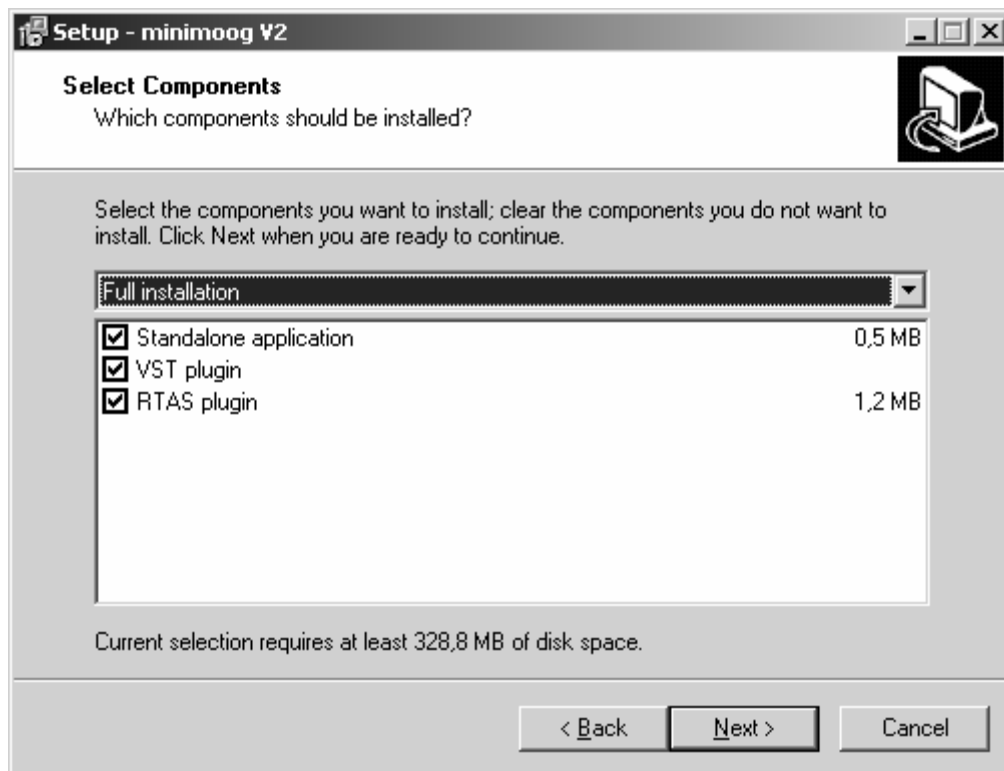 Setup - minimoog V2
Select Components
Which components should be installed?
Select the components you want to install; clear the components you do not want to
install. Click Next when you are ready to continue.
Full installation
Standalone application 0,5 MB
VST plugin
RTAS plugin 1,2 MB
Current selection requires at least 328,8 MB of disk space.
< Back Next > Cancel